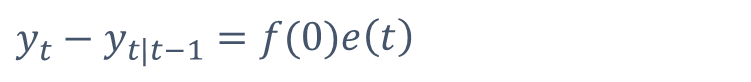 y_t − y_{t|t−1} = f(0)e(t)